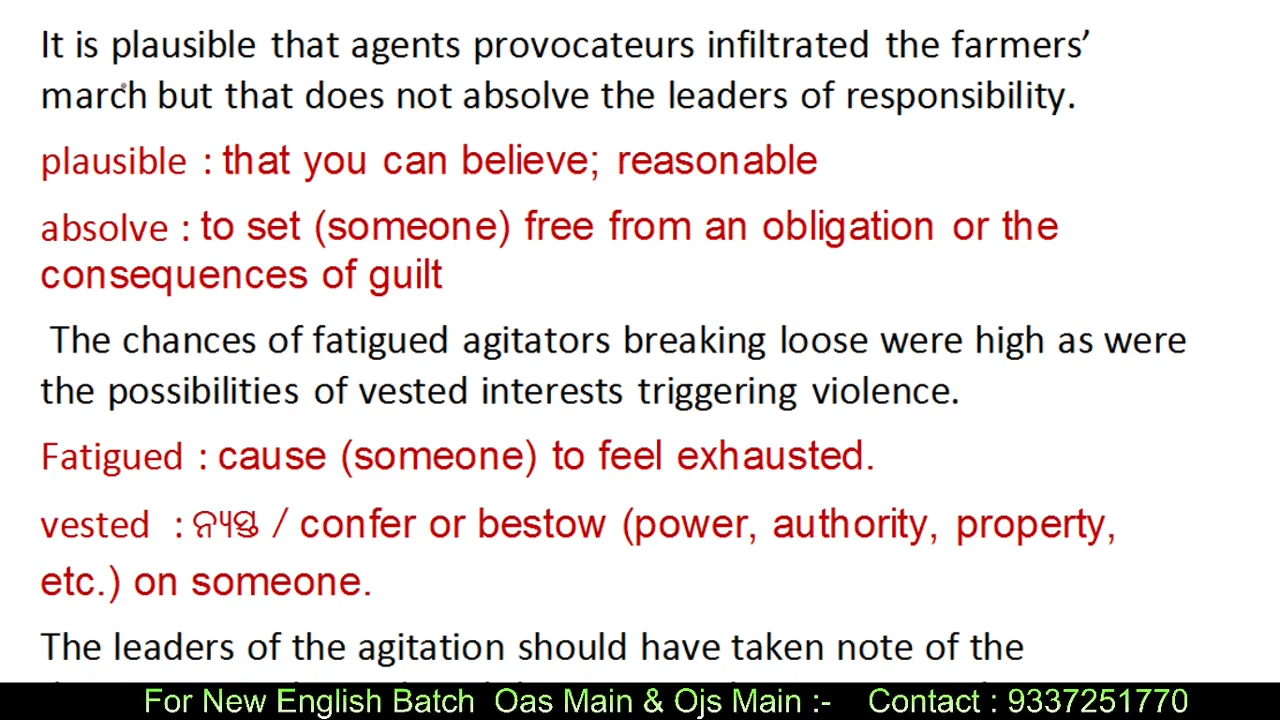 It is plausible that agents provocateurs infiltrated the farmers’
march but that does not absolve the leaders of responsibility.
plausible : that you can believe; reasonable
absolve : to set (someone) free from an obligation or the
consequences of guilt
The chances of fatigued agitators breaking loose were high as were
the possibilities of vested interests triggering violence.
Fatigued : cause (someone) to feel exhausted.
vested : ନ୍ୟସ୍ତ / confer or bestow (power, authority, property,
etc.) on someone.
The leaders of the agitation should have taken note of the
For New English Batch Oas Main & Ojs Main :- Contact : 9337251770